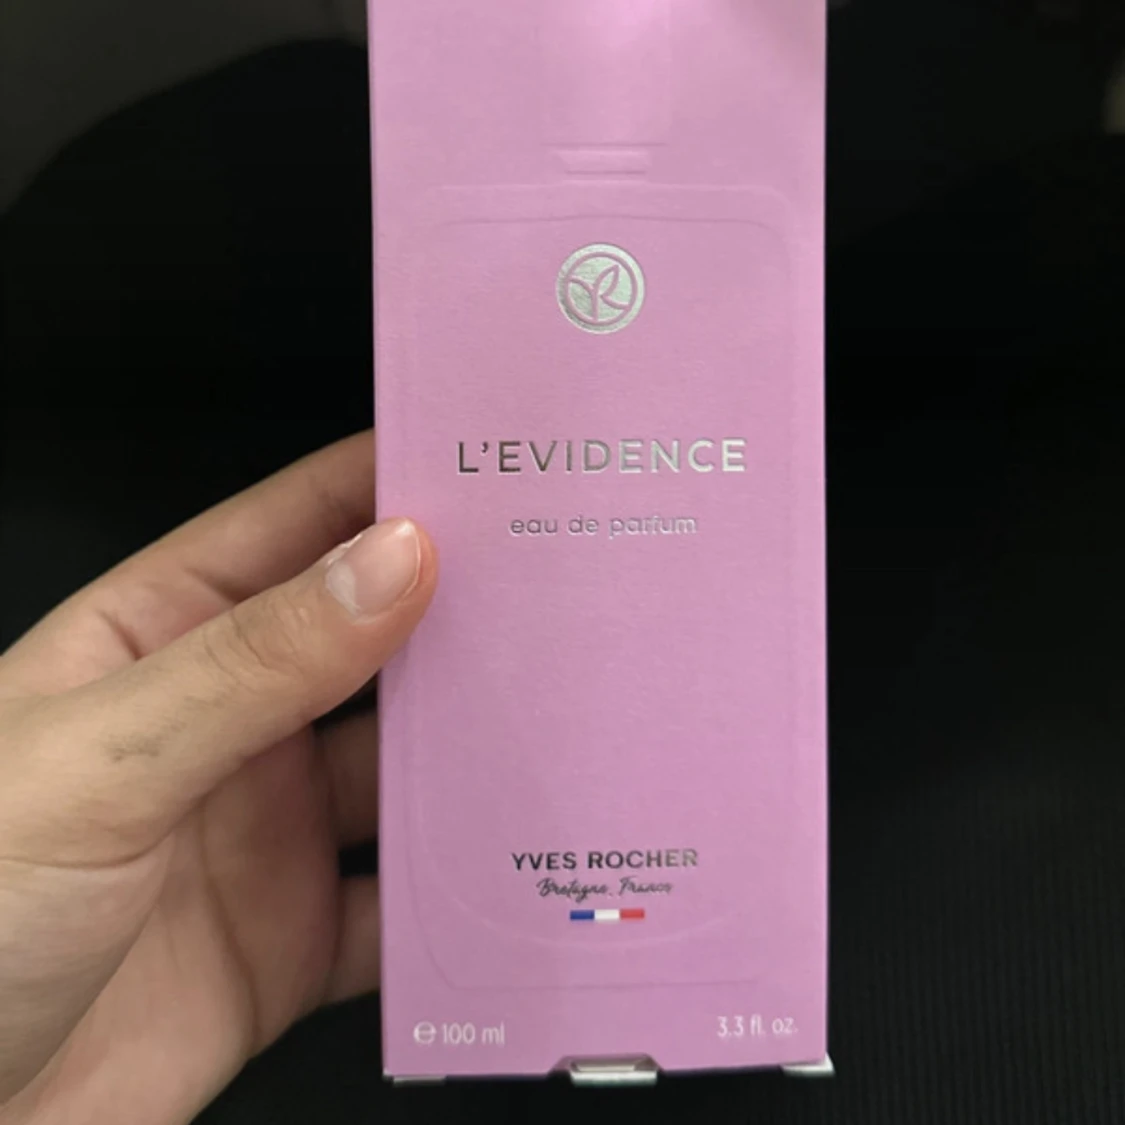 L'EVIDENCE
eau de parfum
YVES ROCHER
Bretagne, France
℮ 100 ml
3.3 fl. oz.